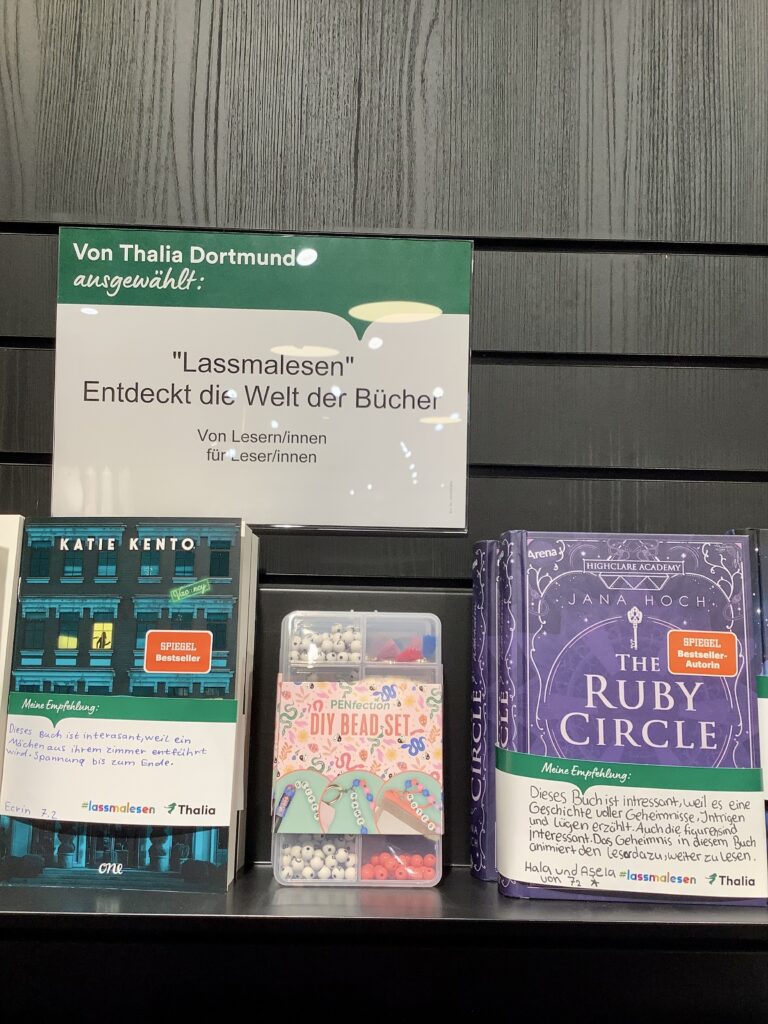 Von Thalia Dortmund
ausgewählt:
"Lassmalesen"
Entdeckt die Welt der Bücher
Von Lesern/innen
für Leser/innen
KATIE KENTO
Vacancy
SPIEGEL
Bestseller
Meine Empfehlung:
Dieses Buch ist interasant, weil ein
Mächen aus ihrem zimmer entführt
wird. Spannung bis zum Ende.
Ecrin 7.2
#lassmalesen Thalia
one
PENfection
DIY BEAD SET
CIRCLE
CIRCLE
Arena
HIGHCLARE ACADEMY
JANA HOCH
SPIEGEL
Bestseller-
Autorin
THE
RUBY
CIRCLE
Meine Empfehlung:
Dieses Buch ist intressant, weil es eine
Geschichte voller Geheimnisse, Intrigen
und Lügen erzählt. Auch die figuren sind
Interessant. Das Geheimnis in diesem Buch
animiert den Leser dazu, weiter zu lesen.
Hala und Asela
von 72
#lassmalesen Thalia